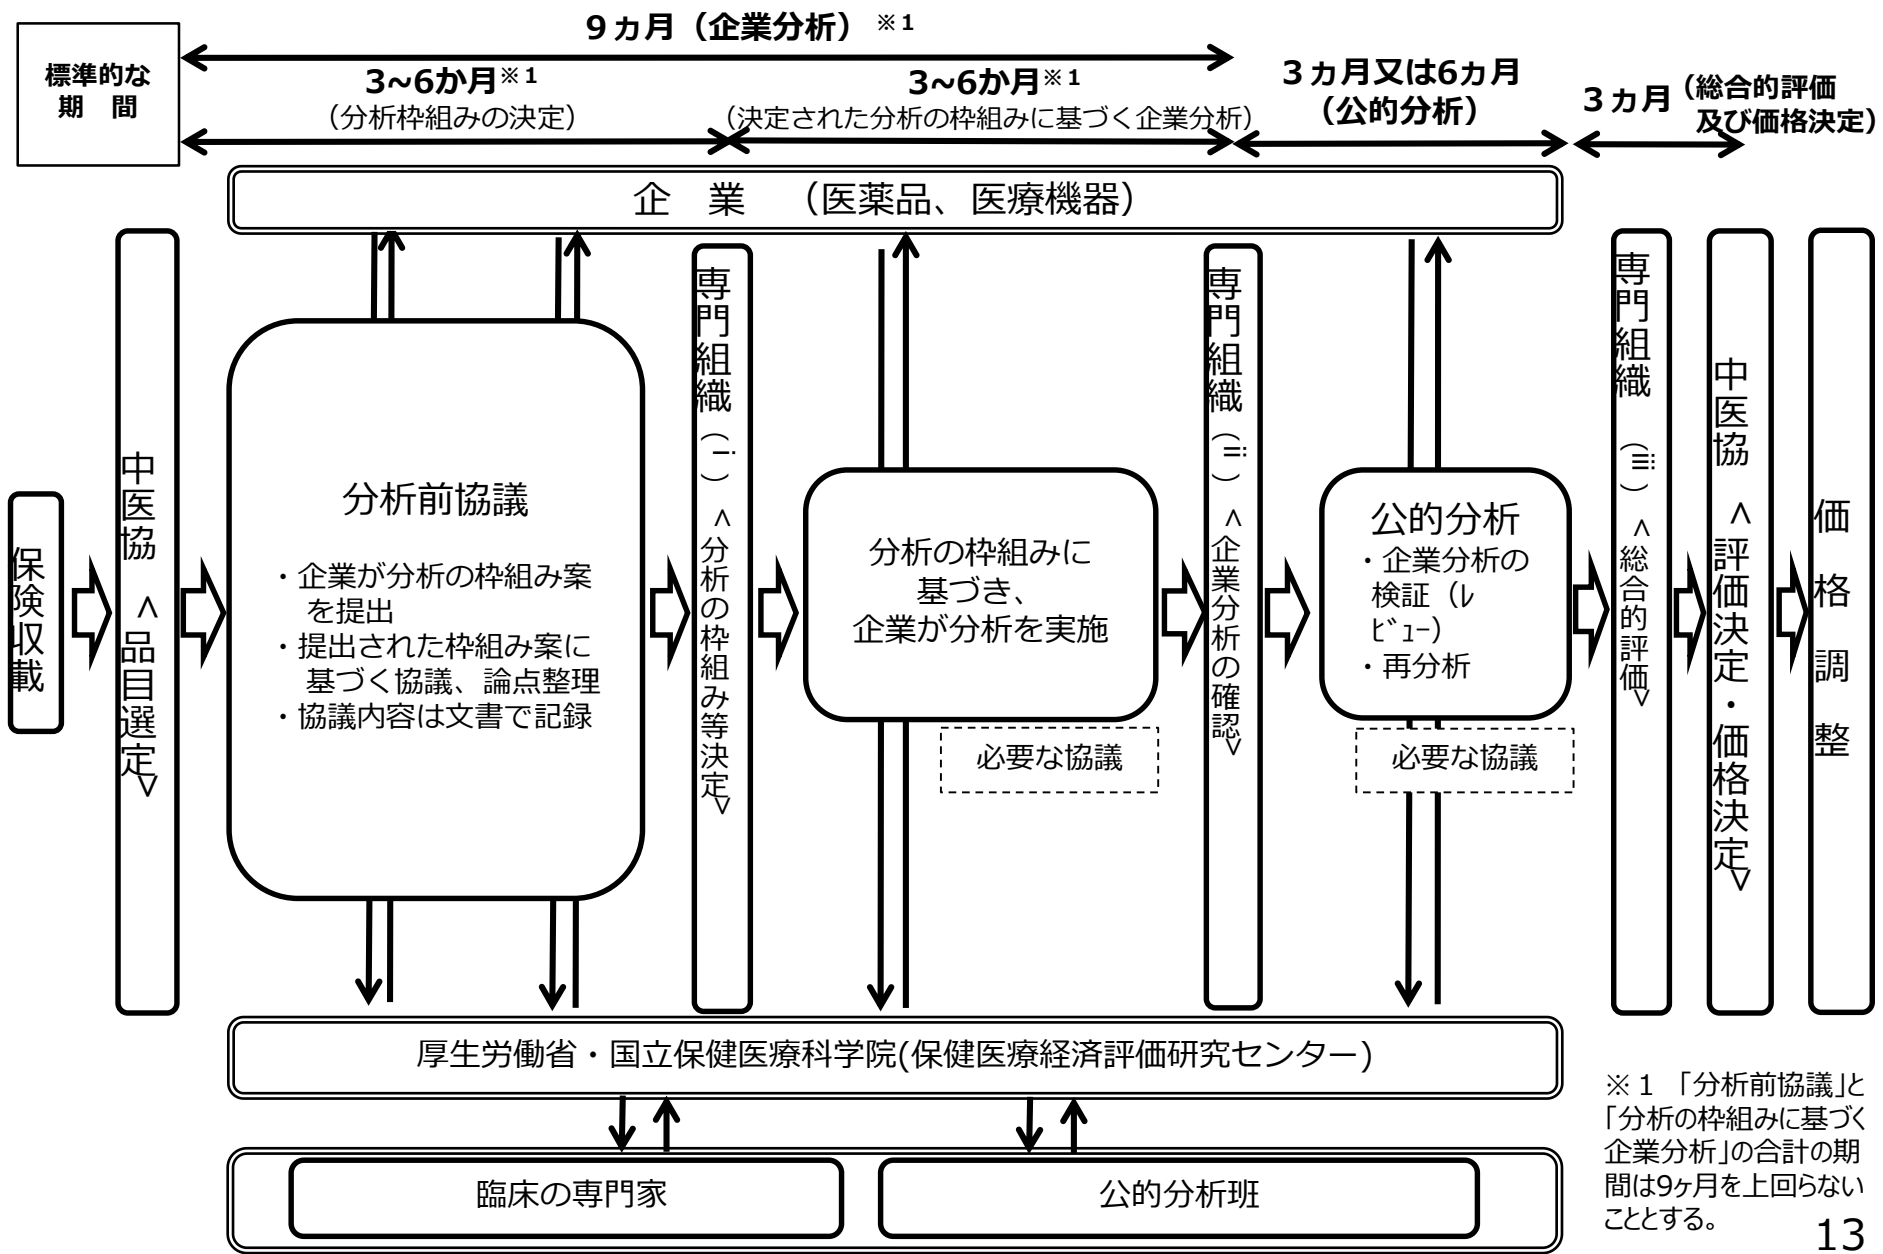 標準的な
期　間
９ヵ月（企業分析）※１
3~6か月※１
（分析枠組みの決定）
3~6か月※１
（決定された分析の枠組みに基づく企業分析）
３ヵ月又は6ヵ月
（公的分析）
３ヵ月（総合的評価
及び価格決定）
企　業　（医薬品、医療機器）
保険収載
中医協　＜品目選定＞
分析前協議
・企業が分析の枠組み案
を提出
・提出された枠組み案に
基づく協議、論点整理
・協議内容は文書で記録
専門組織（ⅰ）＜分析の枠組み等決定＞
分析の枠組みに
基づき、
企業が分析を実施
必要な協議
専門組織（ⅱ）＜企業分析の確認＞
公的分析
・企業分析の
検証（ﾚ
ﾋﾞｭｰ）
・再分析
必要な協議
専門組織　（ⅲ）＜総合的評価＞
中医協　＜評価決定・価格決定＞
価格調整
厚生労働省・国立保健医療科学院(保健医療経済評価研究センター)
臨床の専門家
公的分析班
※１　「分析前協議」と
「分析の枠組みに基づく
企業分析」の合計の期
間は9ヶ月を上回らない
こととする。
13